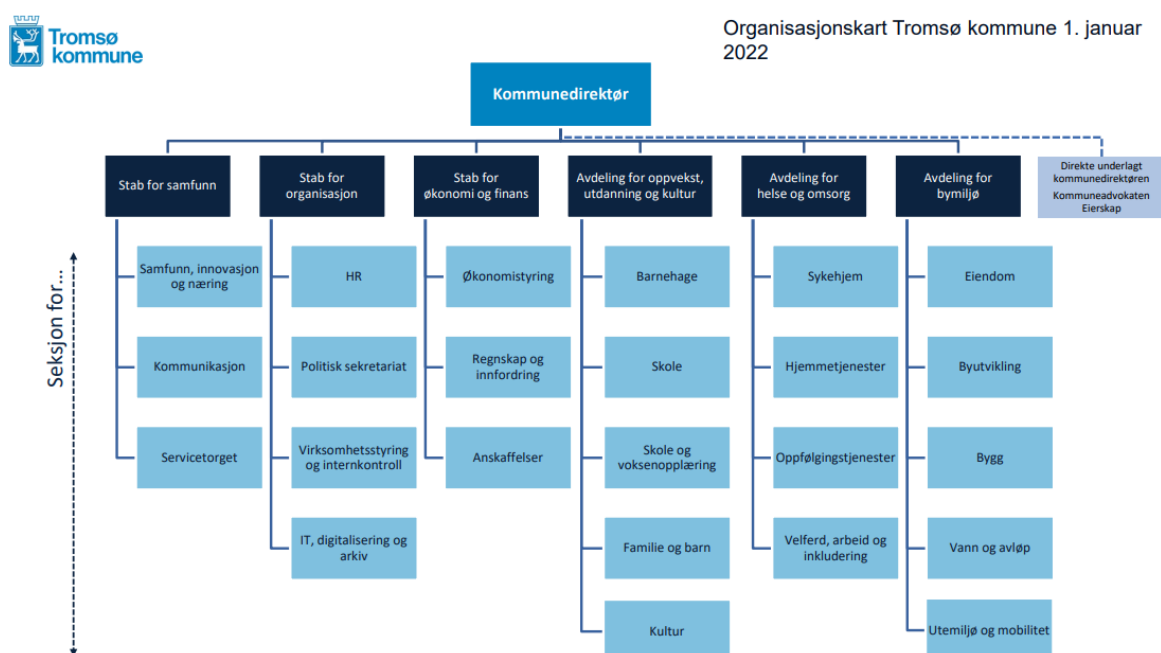 Tromsø
kommune
Organisasjonskart Tromsø kommune 1. januar
2022
Kommunedirektør
Stab for samfunn
Stab for
organisasjon
Stab for
økonomi og finans
Avdeling for oppvekst,
utdanning og kultur
Avdeling for
helse og omsorg
Avdeling for
bymiljø
Direkte underlagt
kommunedirektøren
Kommuneadvokaten
Eierskap
Seksjon for...
Samfunn, innovasjon
og næring
HR
Økonomistyring
Barnehage
Sykehjem
Eiendom
Kommunikasjon
Politisk sekretariat
Regnskap og
innfordring
Skole
Hjemmetjenester
Byutvikling
Servicetorget
Virksomhetsstyring
og internkontroll
Anskaffelser
Skole og
voksenopplæring
Oppfølgingstjenester
Bygg
IT, digitalisering og
arkiv
Familie og barn
Velferd, arbeid og
inkludering
Vann og avløp
Kultur
Utemiljø og mobilitet